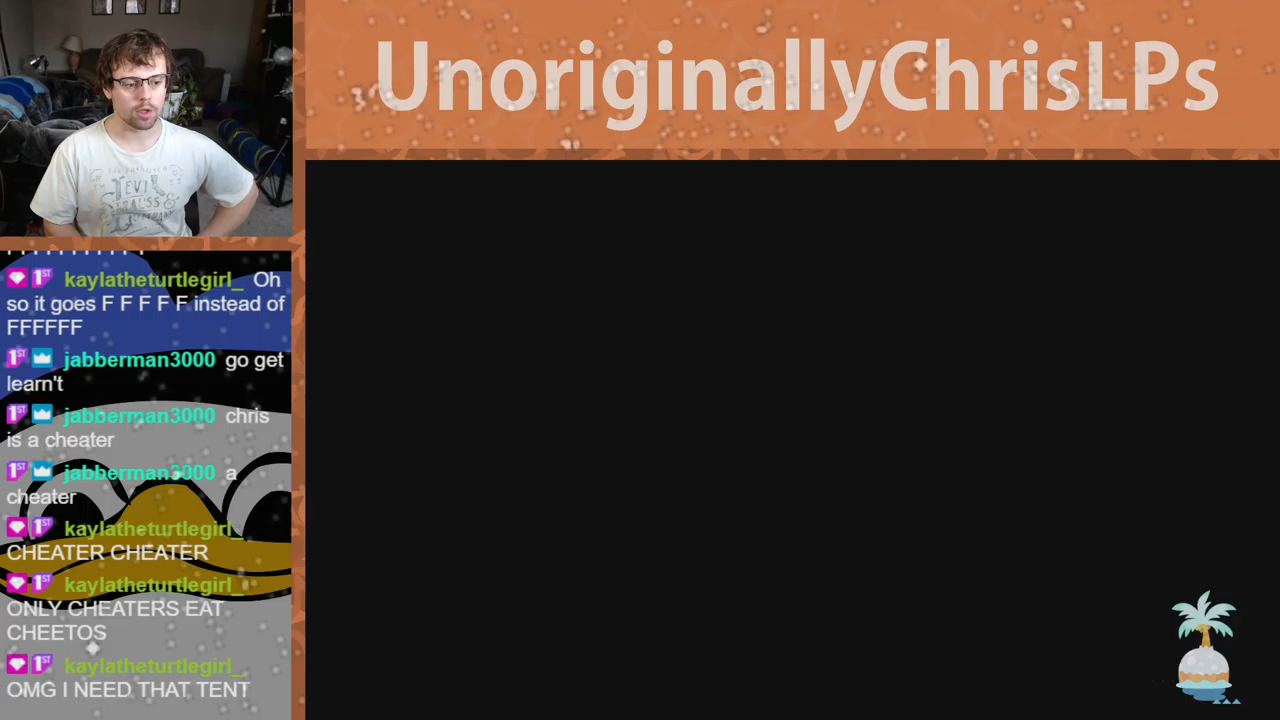 UnoriginallyChrisLPs
kaylatheturtlegirl_ Oh
so it goes F F F F F instead of
FFFFFF
jabberman3000 go get
learn't
jabberman3000 chris
is a cheater
jabberman3000 a
cheater
kaylatheturtlegirl_
CHEATER CHEATER
kaylatheturtlegirl_
ONLY CHEATERS EAT
CHEETOS
kaylatheturtlegirl_
OMG I NEED THAT TENT